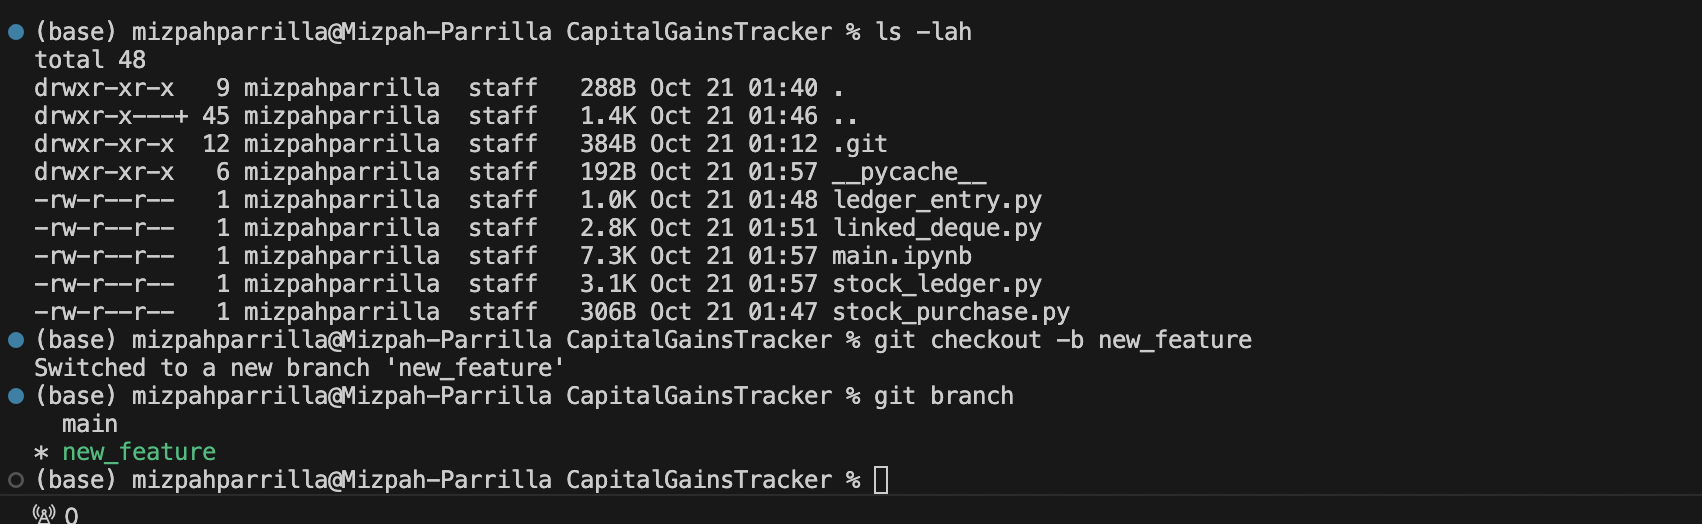 (base) mizpahparrilla@Mizpah-Parrilla CapitalGainsTracker % ls -lah
total 48
drwxr-xr-x   9 mizpahparrilla  staff   288B Oct 21 01:40 .
drwxr-x---+ 45 mizpahparrilla  staff   1.4K Oct 21 01:46 ..
drwxr-xr-x  12 mizpahparrilla  staff   384B Oct 21 01:12 .git
drwxr-xr-x   6 mizpahparrilla  staff   192B Oct 21 01:57 __pycache__
-rw-r--r--   1 mizpahparrilla  staff   1.0K Oct 21 01:48 ledger_entry.py
-rw-r--r--   1 mizpahparrilla  staff   2.8K Oct 21 01:51 linked_deque.py
-rw-r--r--   1 mizpahparrilla  staff   7.3K Oct 21 01:57 main.ipynb
-rw-r--r--   1 mizpahparrilla  staff   3.1K Oct 21 01:57 stock_ledger.py
-rw-r--r--   1 mizpahparrilla  staff   306B Oct 21 01:47 stock_purchase.py
(base) mizpahparrilla@Mizpah-Parrilla CapitalGainsTracker % git checkout -b new_feature
Switched to a new branch 'new_feature'
(base) mizpahparrilla@Mizpah-Parrilla CapitalGainsTracker % git branch
  main
* new_feature
(base) mizpahparrilla@Mizpah-Parrilla CapitalGainsTracker %
0